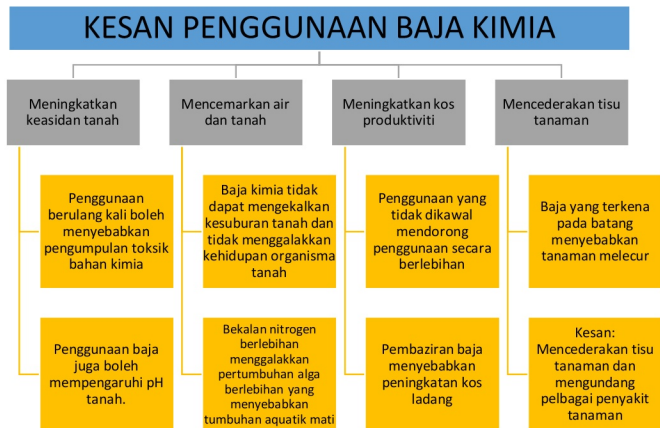 KESAN PENGGUNAAN BAJA KIMIA
Meningkatkan
keasidan tanah
Mencemarkan air
dan tanah
Meningkatkan kos
produktiviti
Mencederakan tisu
tanaman
Penggunaan
berulang kali boleh
menyebabkan
pengumpulan toksik
bahan kimia
Baja kimia tidak
dapat mengekalkan
kesuburan tanah dan
tidak menggalakkan
kehidupan organisma
tanah
Penggunaan yang
tidak dikawal
mendorong
penggunaan secara
berlebihan
Baja yang terkena
pada batang
menyebabkan
tanaman melecur
Penggunaan baja
juga boleh
mempengaruhi pH
tanah.
Bekalan nitrogen
berlebihan
menggalakkan
pertumbuhan alga
berlebihan yang
menyebabkan
tumbuhan aquatik mati
Pembaziran baja
menyebabkan
peningkatan kos
ladang
Kesan:
Mencederakan tisu
tanaman dan
mengundang
pelbagai penyakit
tanaman